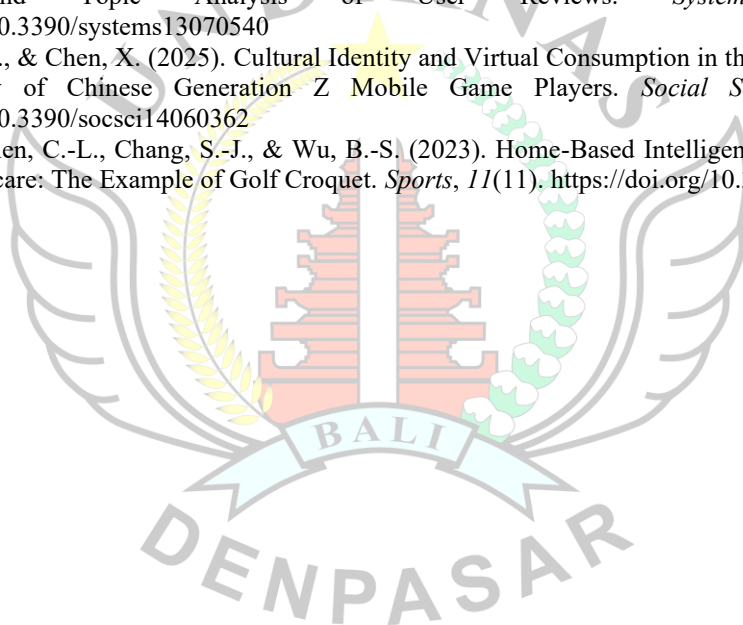 and Topic Analysis of User Reviews. System
0.3390/systems13070540
., & Chen, X. (2025). Cultural Identity and Virtual Consumption in th
of Chinese Generation Z Mobile Game Players. Social S
0.3390/socsci14060362
en, C.-L., Chang, S.-J., & Wu, B.-S. (2023). Home-Based Intelligen
care: The Example of Golf Croquet. Sports, 11(11). https://doi.org/10.
UNDIKNAS
BALI
DENPASAR